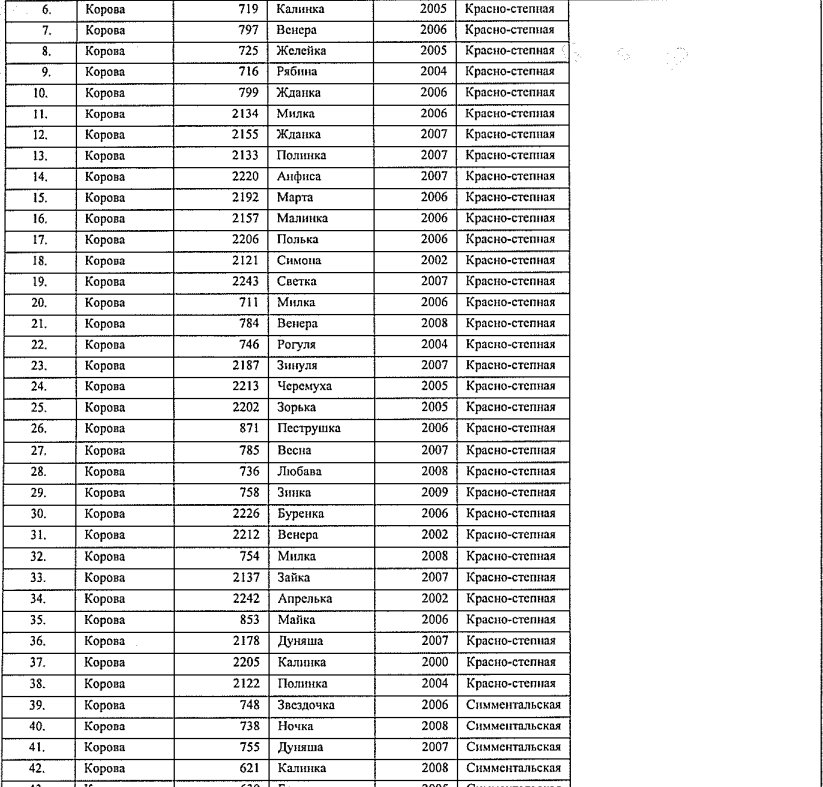 6. Корова 719 Калинка 2005 Красно-степная
7. Корова 797 Венера 2006 Красно-степная
8. Корова 725 Желейка 2005 Красно-степная
9. Корова 716 Рябина 2004 Красно-степная
10. Корова 799 Жданка 2006 Красно-степная
11. Корова 2134 Милка 2006 Красно-степная
12. Корова 2155 Жданка 2007 Красно-степная
13. Корова 2133 Полинка 2007 Красно-степная
14. Корова 2220 Анфиса 2007 Красно-степная
15. Корова 2192 Марта 2006 Красно-степная
16. Корова 2157 Малинка 2006 Красно-степная
17. Корова 2206 Полька 2006 Красно-степная
18. Корова 2121 Симона 2002 Красно-степная
19. Корова 2243 Светка 2007 Красно-степная
20. Корова 711 Милка 2006 Красно-степная
21. Корова 784 Венера 2008 Красно-степная
22. Корова 746 Рогуля 2004 Красно-степная
23. Корова 2187 Зинуля 2007 Красно-степная
24. Корова 2213 Черемуха 2005 Красно-степная
25. Корова 2202 Зорька 2005 Красно-степная
26. Корова 871 Пеструшка 2006 Красно-степная
27. Корова 785 Весна 2007 Красно-степная
28. Корова 736 Любава 2008 Красно-степная
29. Корова 758 Зинка 2009 Красно-степная
30. Корова 2226 Буренка 2006 Красно-степная
31. Корова 2212 Венера 2002 Красно-степная
32. Корова 754 Милка 2008 Красно-степная
33. Корова 2137 Зайка 2007 Красно-степная
34. Корова 2242 Апрелька 2002 Красно-степная
35. Корова 853 Майка 2006 Красно-степная
36. Корова 2178 Дуняша 2007 Красно-степная
37. Корова 2205 Калинка 2000 Красно-степная
38. Корова 2122 Полинка 2004 Красно-степная
39. Корова 748 Звездочка 2006 Симментальская
40. Корова 738 Ночка 2008 Симментальская
41. Корова 755 Дуняша 2007 Симментальская
42. Корова 621 Калинка 2008 Симментальская